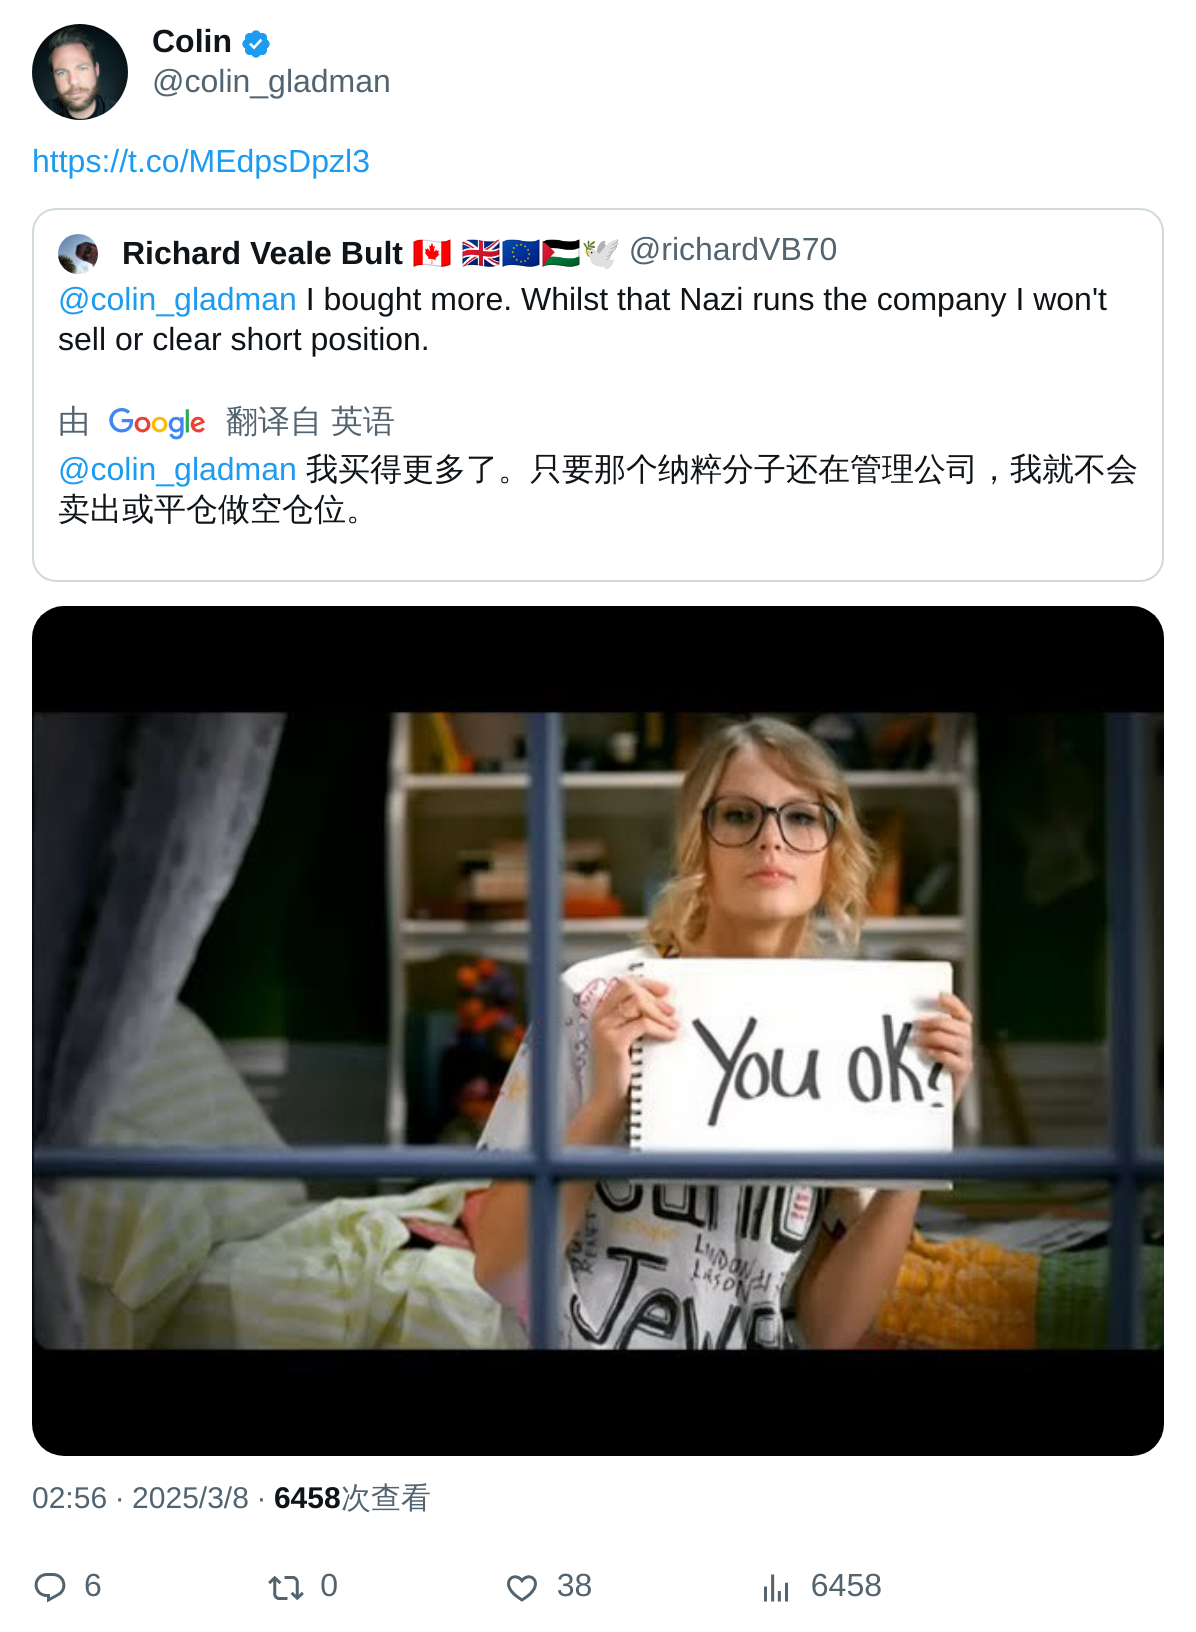 Colin
@colin_gladman
https://t.co/MEdpsDpzl3
Richard Veale Bult 🇨🇦 🇬🇧🇪🇺🇵🇸🕊 @richardVB70
@colin_gladman I bought more. Whilst that Nazi runs the company I won't
sell or clear short position.
由 Google 翻译自 英语
@colin_gladman 我买得更多了。只要那个纳粹分子还在管理公司，我就不会
卖出或平仓做空仓位。
You ok?
LONDON
JASON
Jewe
02:56 · 2025/3/8 · 6458次查看
6 0 38 6458